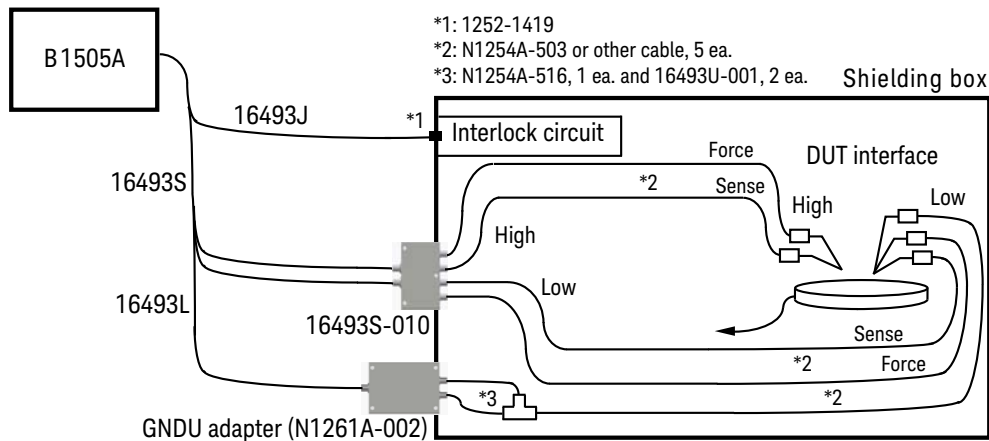 *1: 1252-1419
*2: N1254A-503 or other cable, 5 ea.
*3: N1254A-516, 1 ea. and 16493U-001, 2 ea.
B1505A
Shielding box
16493J
*1
Interlock circuit
Force
DUT interface
*2
Sense
16493S
High
Low
High
Low
16493L
16493S-010
Sense
*2
Force
*3
*2
GNDU adapter (N1261A-002)